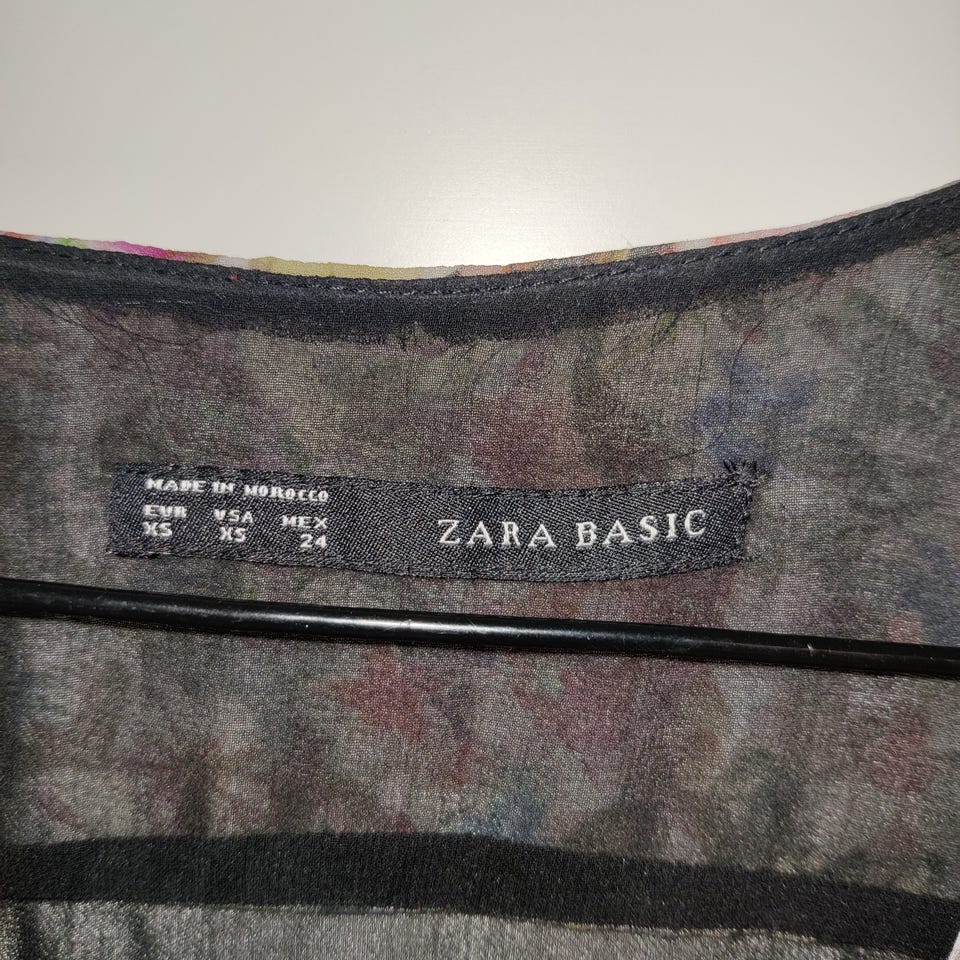 MADE IN MOROCCO
EUR USA MEX
XS XS 24
ZARA BASIC